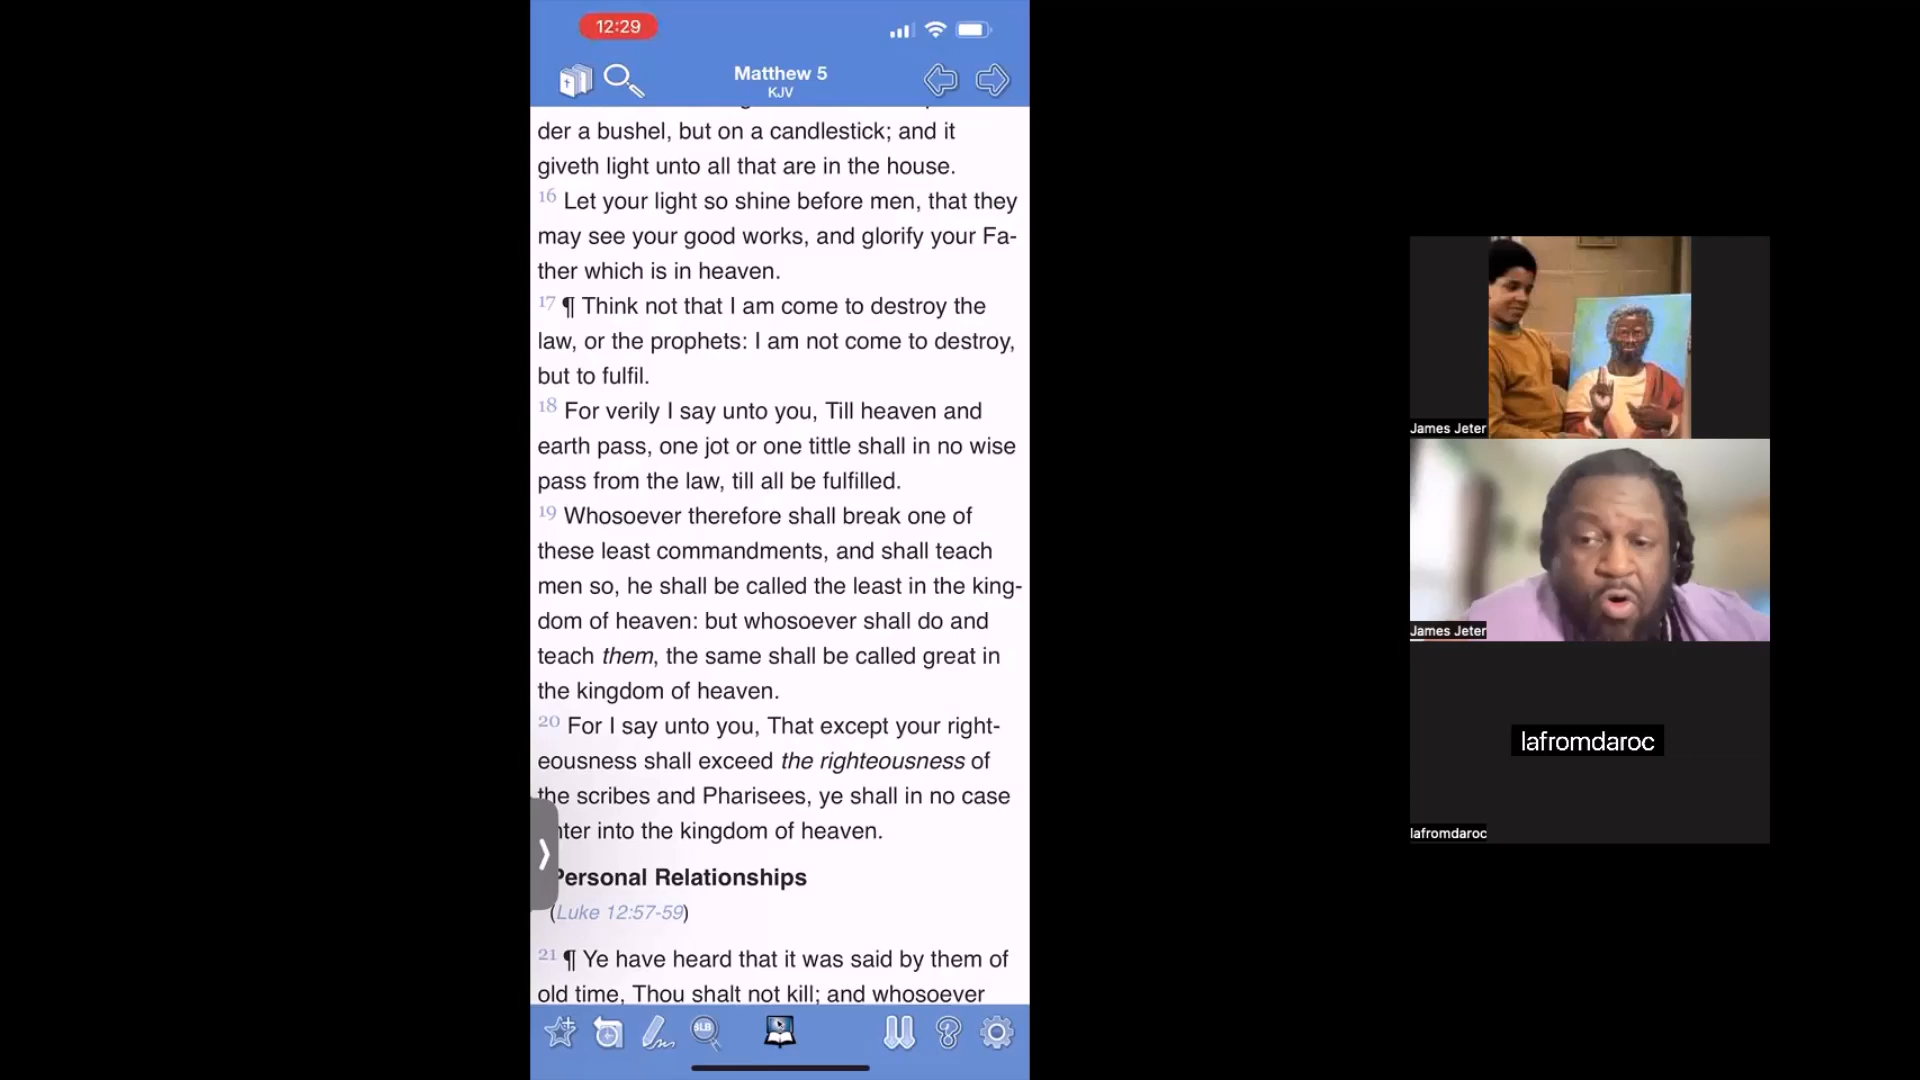 12:29
Matthew 5
KJV
der a bushel, but on a candlestick; and it
giveth light unto all that are in the house.
16 Let your light so shine before men, that they
may see your good works, and glorify your Fa-
ther which is in heaven.
17 ¶ Think not that I am come to destroy the
law, or the prophets: I am not come to destroy,
but to fulfil.
18 For verily I say unto you, Till heaven and
earth pass, one jot or one tittle shall in no wise
pass from the law, till all be fulfilled.
19 Whosoever therefore shall break one of
these least commandments, and shall teach
men so, he shall be called the least in the king-
dom of heaven: but whosoever shall do and
teach them, the same shall be called great in
the kingdom of heaven.
20 For I say unto you, That except your right-
eousness shall exceed the righteousness of
the scribes and Pharisees, ye shall in no case
nter into the kingdom of heaven.
Personal Relationships
(Luke 12:57-59)
21 ¶ Ye have heard that it was said by them of
old time, Thou shalt not kill; and whosoever
BLB
James Jeter
James Jeter
lafromdaroc
lafromdaroc